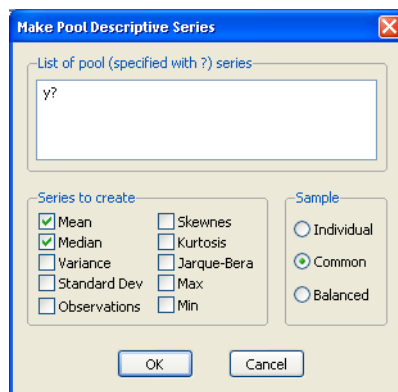 Make Pool Descriptive Series
List of pool (specified with ?) series
y?
Series to create
Mean
Median
Variance
Standard Dev
Observations
Skewnes
Kurtosis
Jarque-Bera
Max
Min
Sample
Individual
Common
Balanced
OK
Cancel